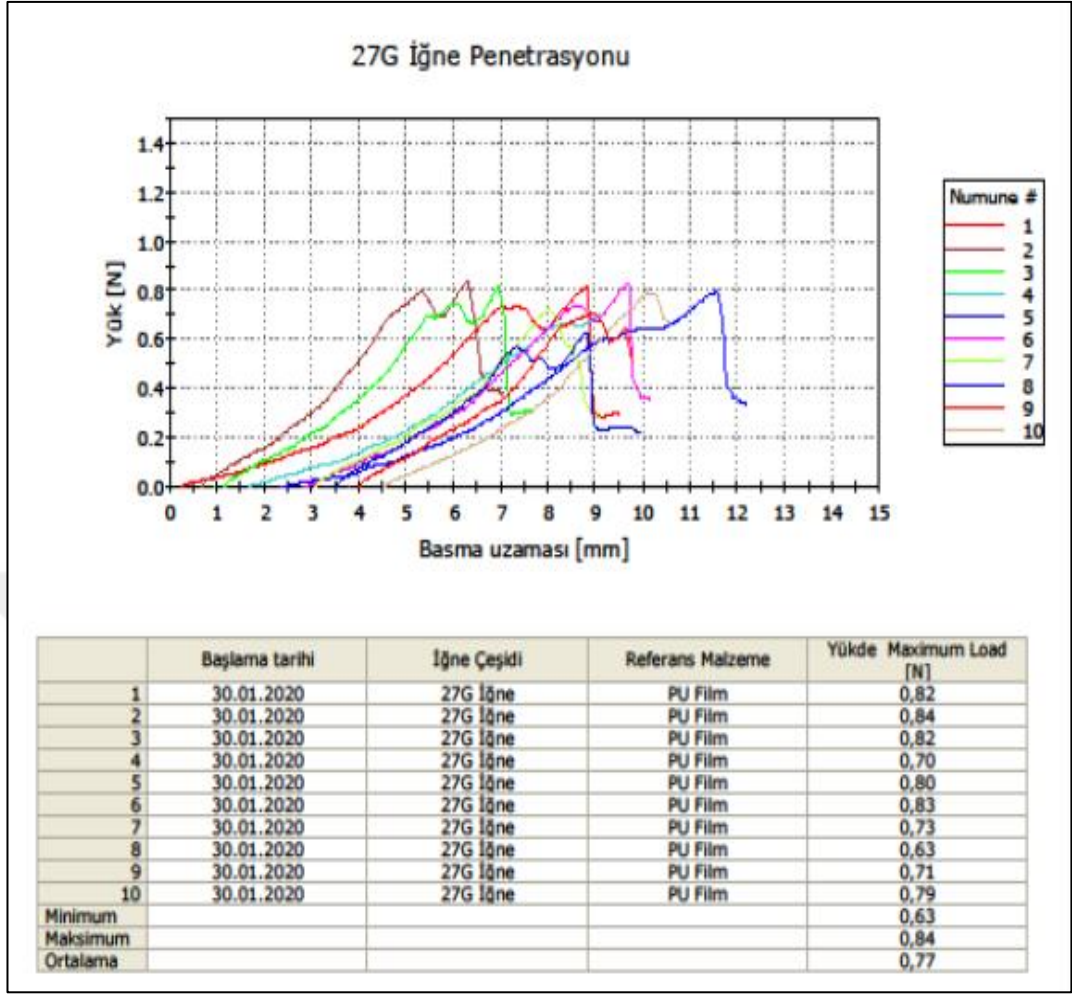 27G İğne Penetrasyonu
1.4
1.2
1.0
0.8
0.6
0.4
0.2
0.0
Yük [N]
0 1 2 3 4 5 6 7 8 9 10 11 12 13 14 15
Basma uzaması [mm]
Numune #
1
2
3
4
5
6
7
8
9
10
Başlama tarihi İğne Çeşidi Referans Malzeme Yükde Maximum Load
[N]
1 30.01.2020 27G İğne PU Film 0,82
2 30.01.2020 27G İğne PU Film 0,84
3 30.01.2020 27G İğne PU Film 0,82
4 30.01.2020 27G İğne PU Film 0,70
5 30.01.2020 27G İğne PU Film 0,80
6 30.01.2020 27G İğne PU Film 0,83
7 30.01.2020 27G İğne PU Film 0,73
8 30.01.2020 27G İğne PU Film 0,63
9 30.01.2020 27G İğne PU Film 0,71
10 30.01.2020 27G İğne PU Film 0,79
Minimum 0,63
Maksimum 0,84
Ortalama 0,77